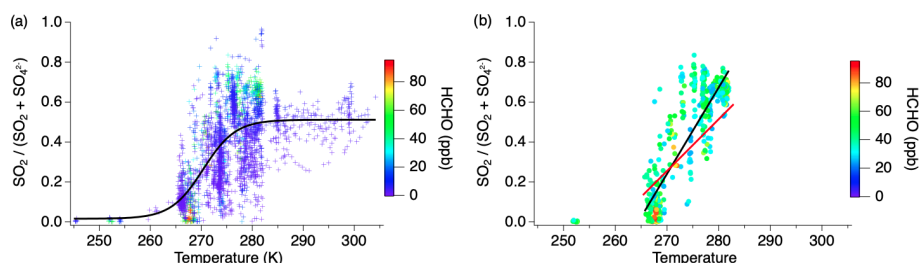 (a)
1.0
0.8
0.6
0.4
0.2
0.0
SO₂ / (SO₂ + SO₄²⁻)
250 260 270 280 290 300
Temperature (K)
80
60
40
20
0
HCHO (ppb)
(b)
1.0
0.8
0.6
0.4
0.2
0.0
SO₂ / (SO₂ + SO₄²⁻)
250 260 270 280 290 300
Temperature
80
60
40
20
0
HCHO (ppb)